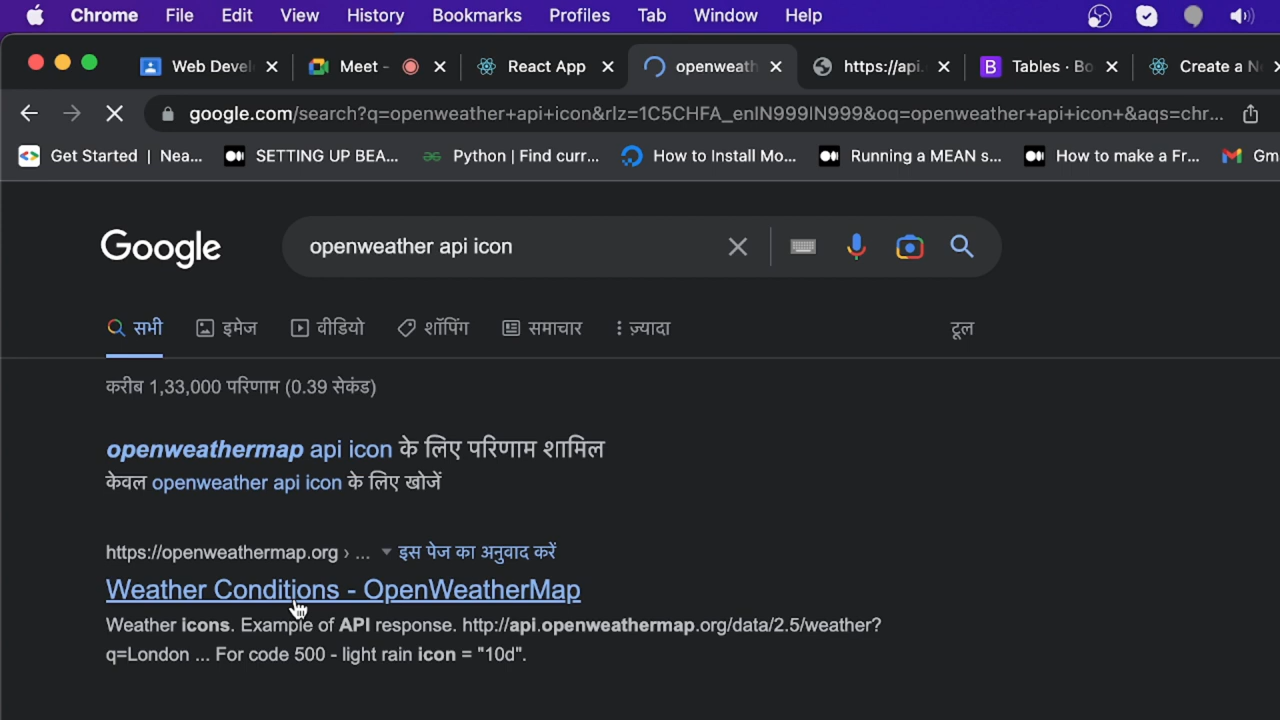 Chrome File Edit View History Bookmarks Profiles Tab Window Help
Web Devel Meet - React App openweath https://api. Tables · Bo Create a N
google.com/search?q=openweather+api+icon&rlz=1C5CHFA_enIN999IN999&oq=openweather+api+icon+&aqs=chr...
Get Started | Nea... SETTING UP BEA... Python | Find curr... How to Install Mo... Running a MEAN s... How to make a Fr... Gm
Google openweather api icon
सभी इमेज वीडियो शॉपिंग समाचार ज़्यादा टूल
करीब 1,33,000 परिणाम (0.39 सेकंड)
openweathermap api icon के लिए परिणाम शामिल
केवल openweather api icon के लिए खोजें
https://openweathermap.org › ... इस पेज का अनुवाद करें
Weather Conditions - OpenWeatherMap
Weather icons. Example of API response. http://api.openweathermap.org/data/2.5/weather?
q=London ... For code 500 - light rain icon = "10d".